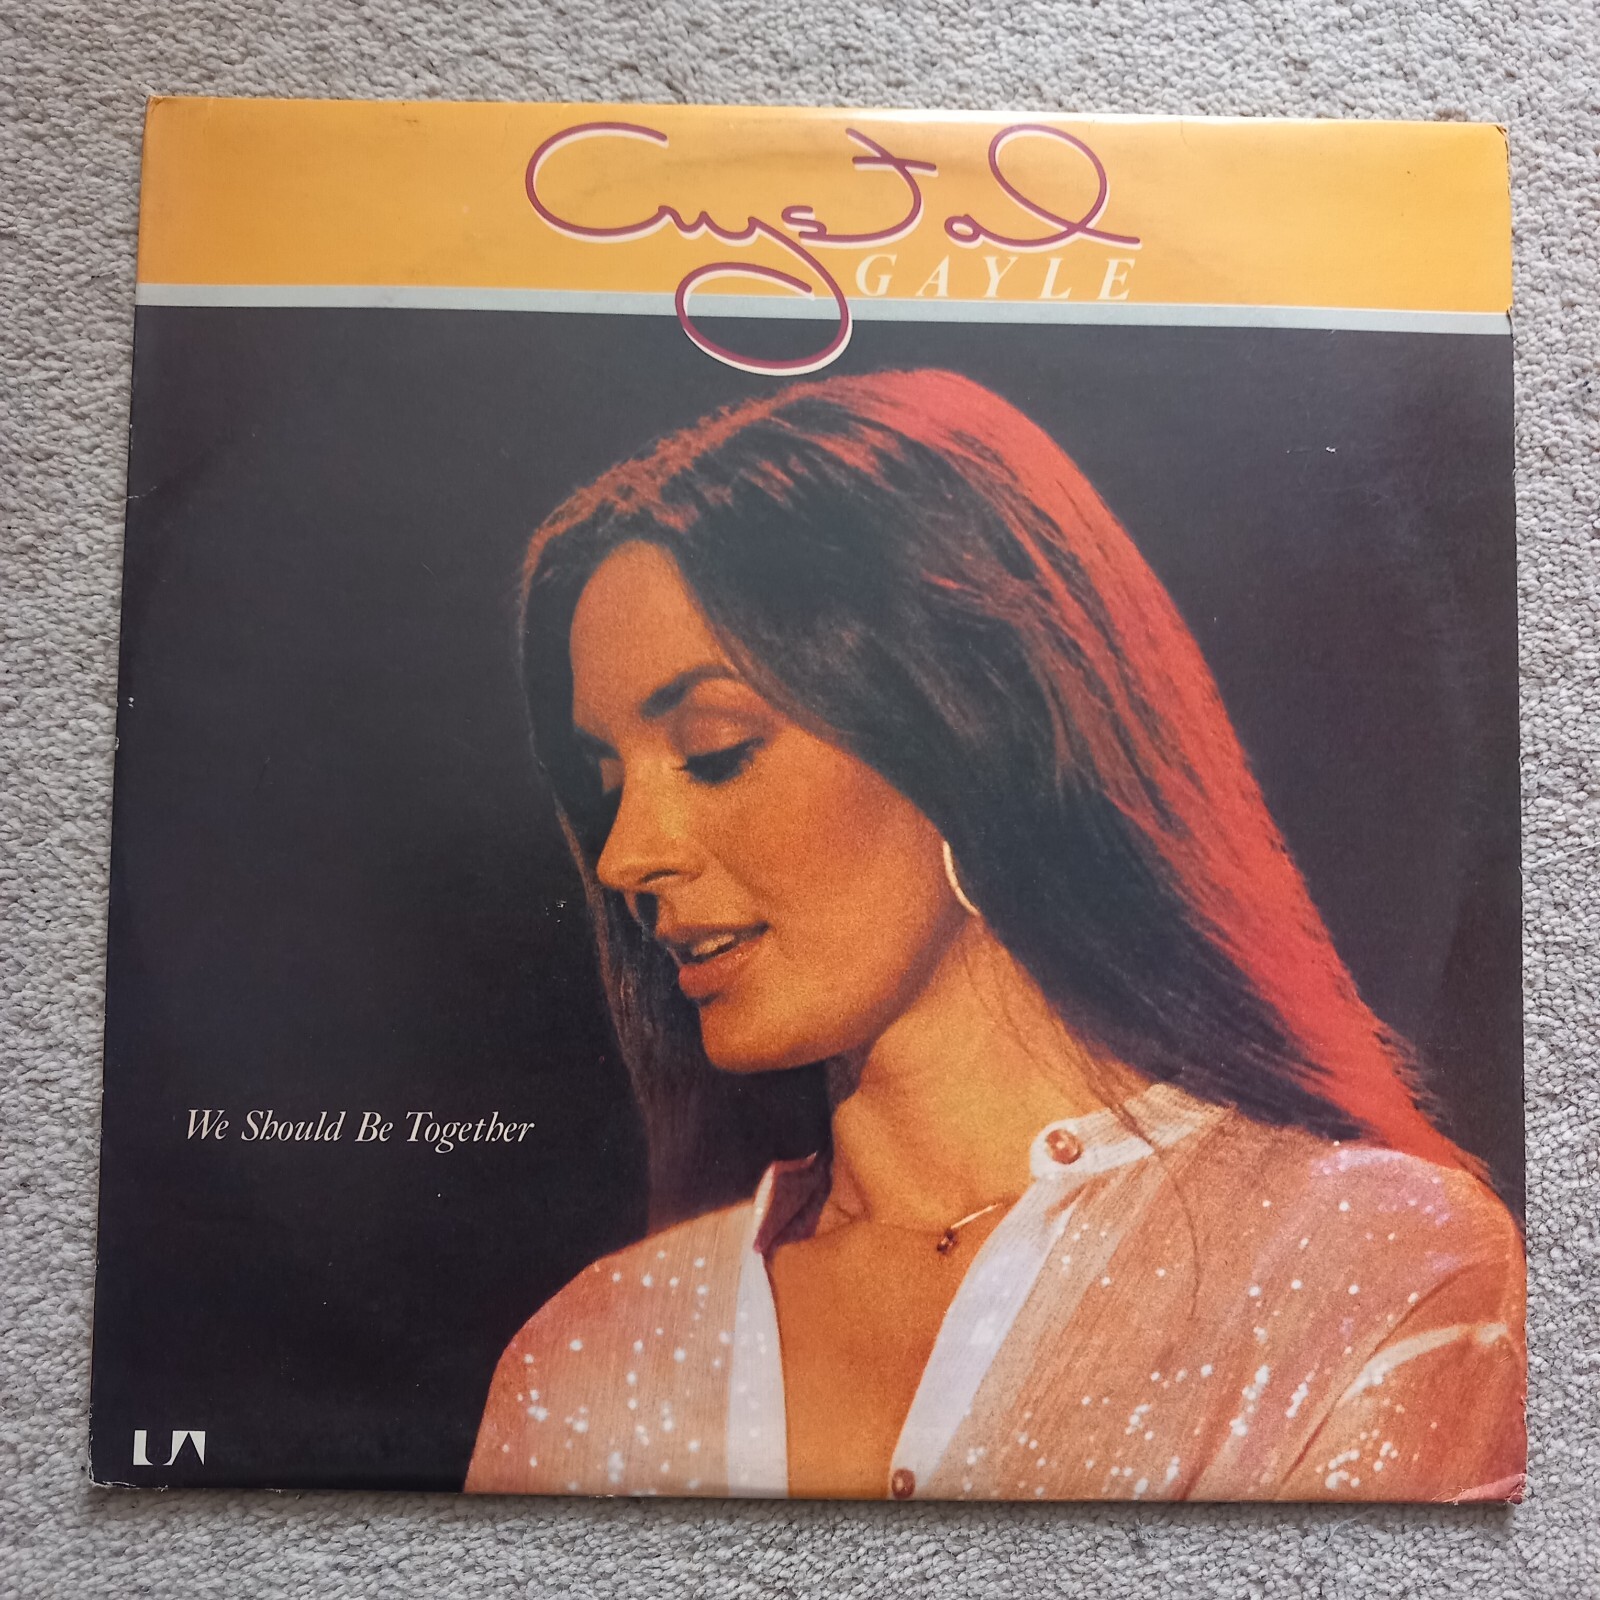 Crystal
GAYLE
We Should Be Together
UA